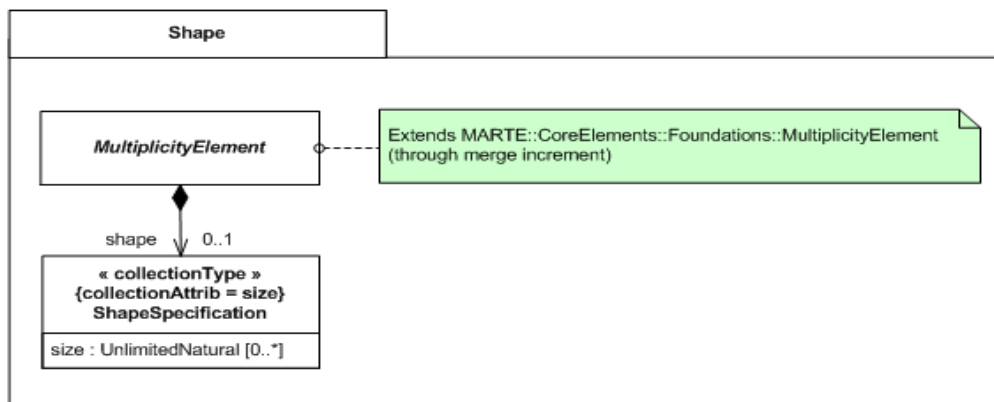 Shape
MultiplicityElement
Extends MARTE::CoreElements::Foundations::MultiplicityElement
(through merge increment)
shape 0..1
« collectionType »
{collectionAttrib = size}
ShapeSpecification
size : UnlimitedNatural [0..*]